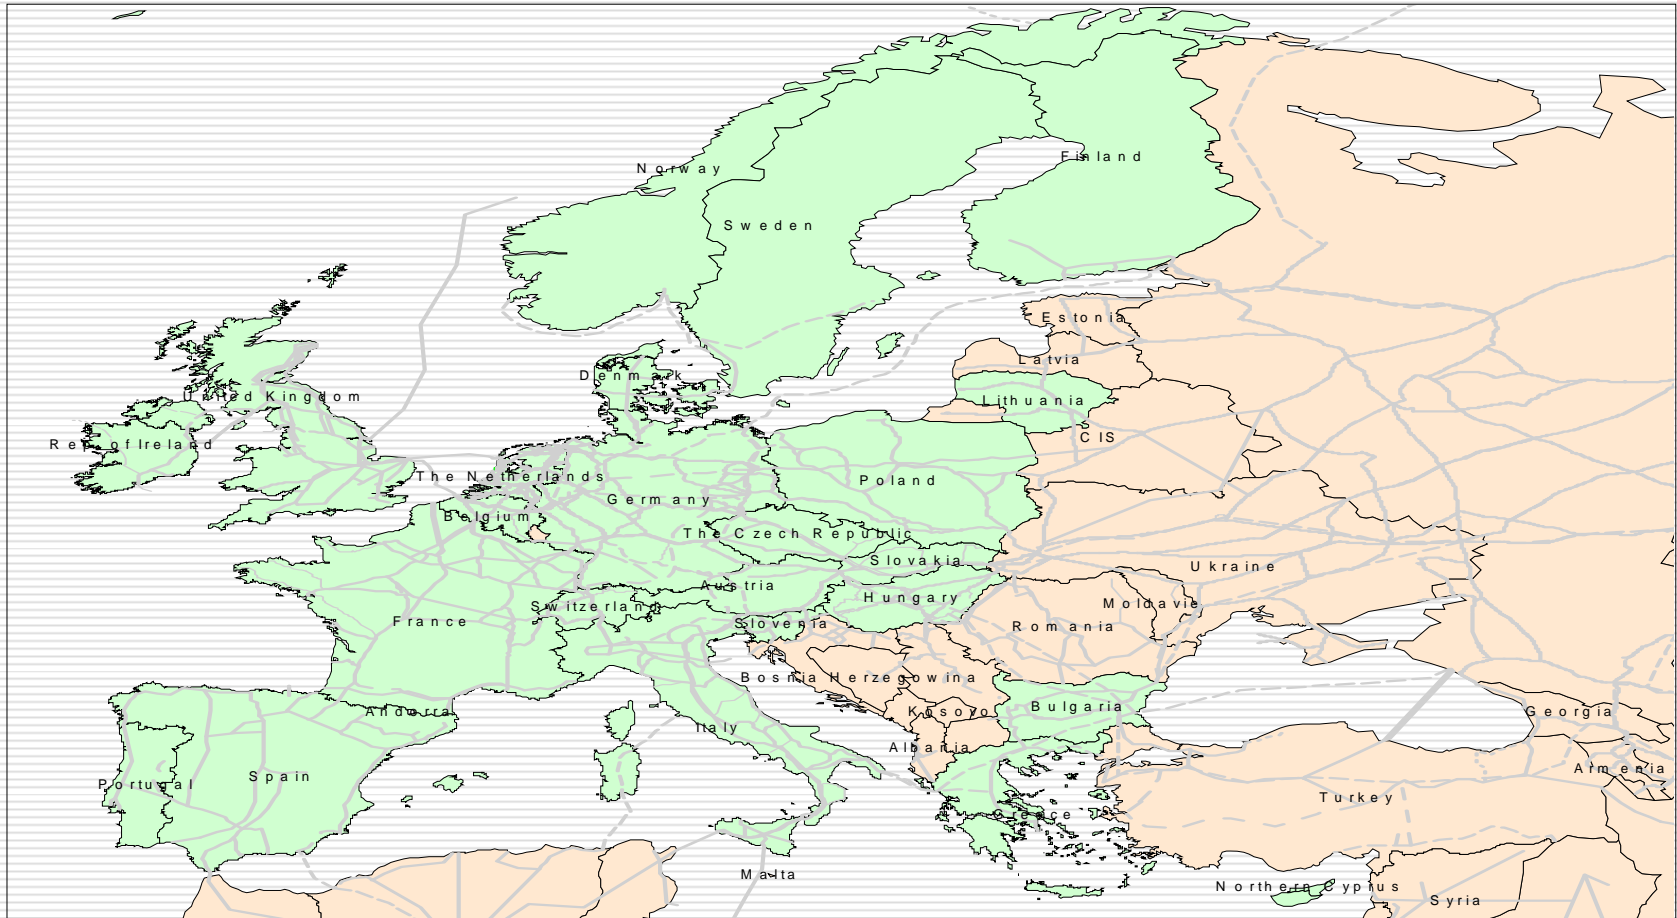 Norway
Finland
Sweden
Estonia
Latvia
Denmark
United Kingdom
Lithuania
CIS
Rep. of Ireland
The Netherlands
Poland
Germany
Belgium
The Czech Republic
Slovakia
Ukraine
Austria
Hungary
Switzerland
Moldavie
France
Slovenia
Romania
Bosnia Herzegowina
Andorra
Kosovo
Bulgaria
Georgia
Italy
Albania
Spain
Armenia
Portugal
Turkey
Greece
Malta
Northern Cyprus
Syria